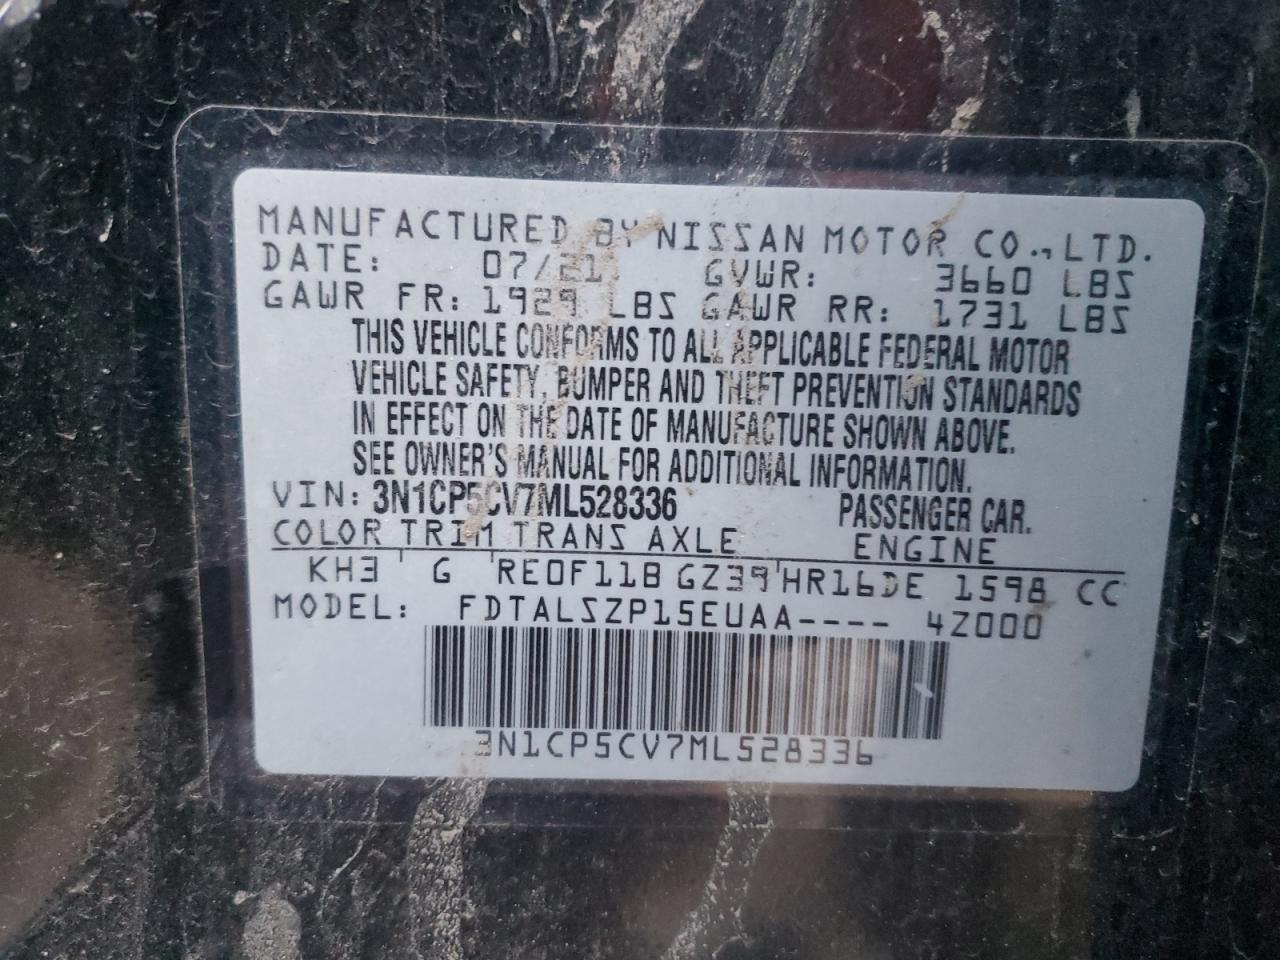 MANUFACTURED BY NISSAN MOTOR CO.,LTD.
DATE: 07/21 GVWR: 3660 LBS
GAWR FR: 1929 LBS GAWR RR: 1731 LBS
THIS VEHICLE CONFORMS TO ALL APPLICABLE FEDERAL MOTOR
VEHICLE SAFETY, BUMPER AND THEFT PREVENTION STANDARDS
IN EFFECT ON THE DATE OF MANUFACTURE SHOWN ABOVE.
SEE OWNER'S MANUAL FOR ADDITIONAL INFORMATION.
VIN: 3N1CP5CV7ML528336 PASSENGER CAR.
COLOR TRIM TRANS AXLE ENGINE
KH3 G RE0F11B GZ39 HR16DE 1598 CC
MODEL: FDTALSZP15EUAA---- 4Z000
3N1CP5CV7ML528336